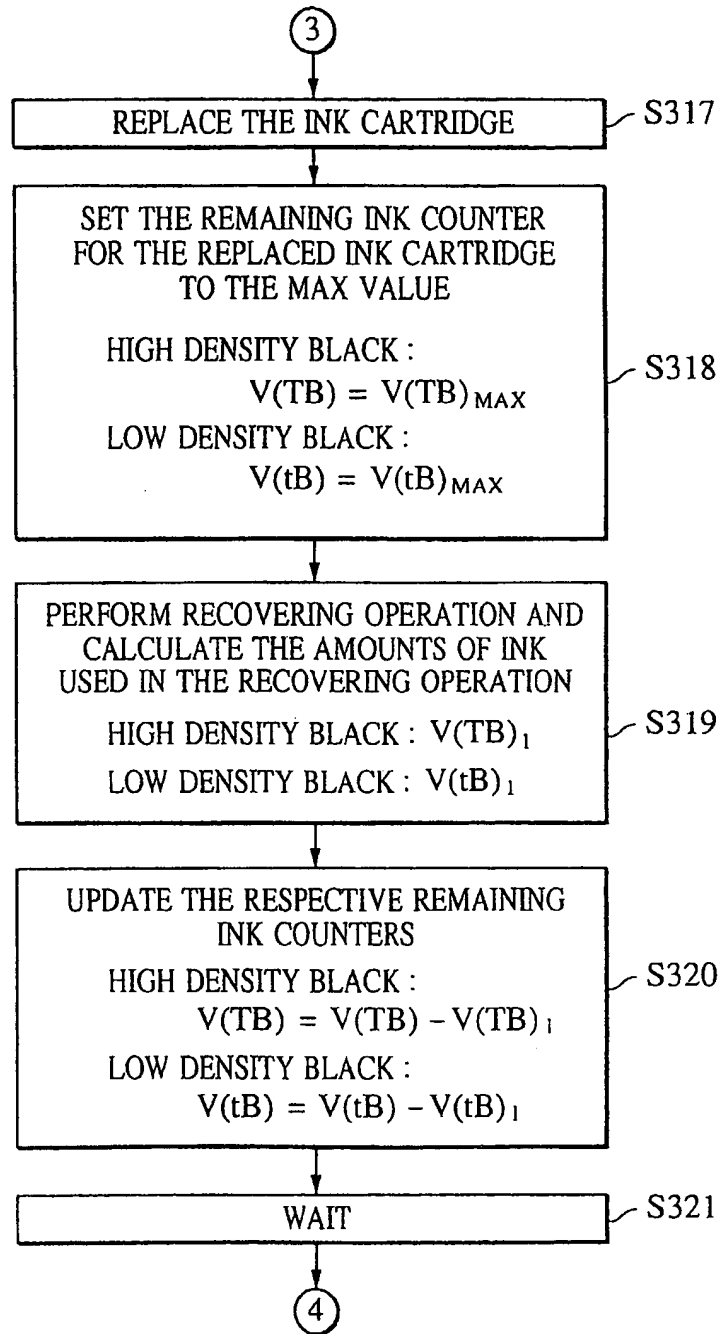 3
REPLACE THE INK CARTRIDGE
S317
SET THE REMAINING INK COUNTER
FOR THE REPLACED INK CARTRIDGE
TO THE MAX VALUE
HIGH DENSITY BLACK :
V(TB) = V(TB)MAX
LOW DENSITY BLACK :
V(tB) = V(tB)MAX
S318
PERFORM RECOVERING OPERATION AND
CALCULATE THE AMOUNTS OF INK
USED IN THE RECOVERING OPERATION
HIGH DENSITY BLACK : V(TB)1
LOW DENSITY BLACK : V(tB)1
S319
UPDATE THE RESPECTIVE REMAINING
INK COUNTERS
HIGH DENSITY BLACK :
V(TB) = V(TB) – V(TB)1
LOW DENSITY BLACK :
V(tB) = V(tB) – V(tB)1
S320
WAIT
S321
4